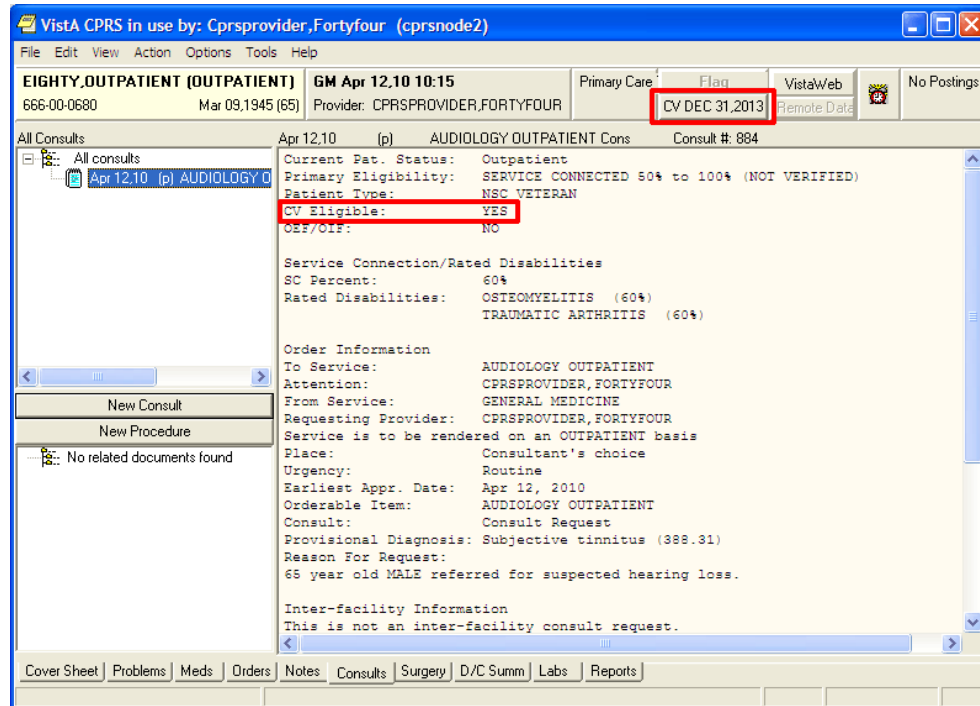 VistA CPRS in use by: Cprsprovider,Fortyfour (cprsnode2)
File Edit View Action Options Tools Help
EIGHTY,OUTPATIENT (OUTPATIENT) GM Apr 12,10 10:15 Primary Care Flag VistaWeb No Postings
666-00-0680 Mar 09,1945 (65) Provider: CPRSPROVIDER,FORTYFOUR CV DEC 31,2013 Remote Data
All Consults Apr 12,10 (p) AUDIOLOGY OUTPATIENT Cons Consult #: 884
All consults
Apr 12,10 (p) AUDIOLOGY O
New Consult
New Procedure
No related documents found
Current Pat. Status: Outpatient
Primary Eligibility: SERVICE CONNECTED 50% to 100% (NOT VERIFIED)
Patient Type: NSC VETERAN
CV Eligible: YES
OEF/OIF: NO
Service Connection/Rated Disabilities
SC Percent: 60%
Rated Disabilities: OSTEOMYELITIS (60%)
TRAUMATIC ARTHRITIS (60%)
Order Information
To Service: AUDIOLOGY OUTPATIENT
Attention: CPRSPROVIDER,FORTYFOUR
From Service: GENERAL MEDICINE
Requesting Provider: CPRSPROVIDER,FORTYFOUR
Service is to be rendered on an OUTPATIENT basis
Place: Consultant's choice
Urgency: Routine
Earliest Appr. Date: Apr 12, 2010
Orderable Item: AUDIOLOGY OUTPATIENT
Consult: Consult Request
Provisional Diagnosis: Subjective tinnitus (388.31)
Reason For Request:
65 year old MALE referred for suspected hearing loss.
Inter-facility Information
This is not an inter-facility consult request.
Cover Sheet Problems Meds Orders Notes Consults Surgery D/C Summ Labs Reports